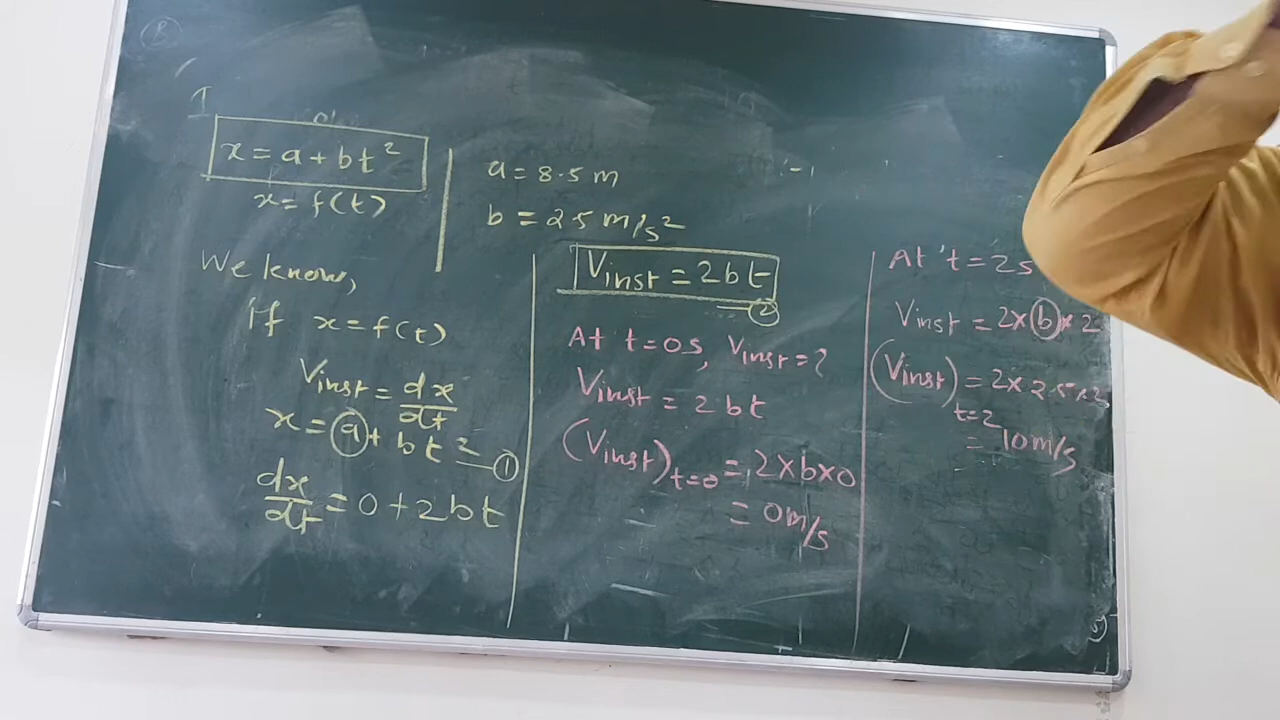 x = a + bt²
x = f(t)
a = 8.5 m
b = 2.5 m/s²
We know,
If x = f(t)
Vinst = dx/dt
x = a + bt² —①
dx/dt = 0 + 2bt
Vinst = 2bt
—②
At t = 0s, Vinst = ?
Vinst = 2bt
(Vinst)t=0 = 2×b×0
= 0 m/s
At t = 2s
Vinst = 2×b×2
(Vinst)t=2 = 2×2.5×2
= 10 m/s